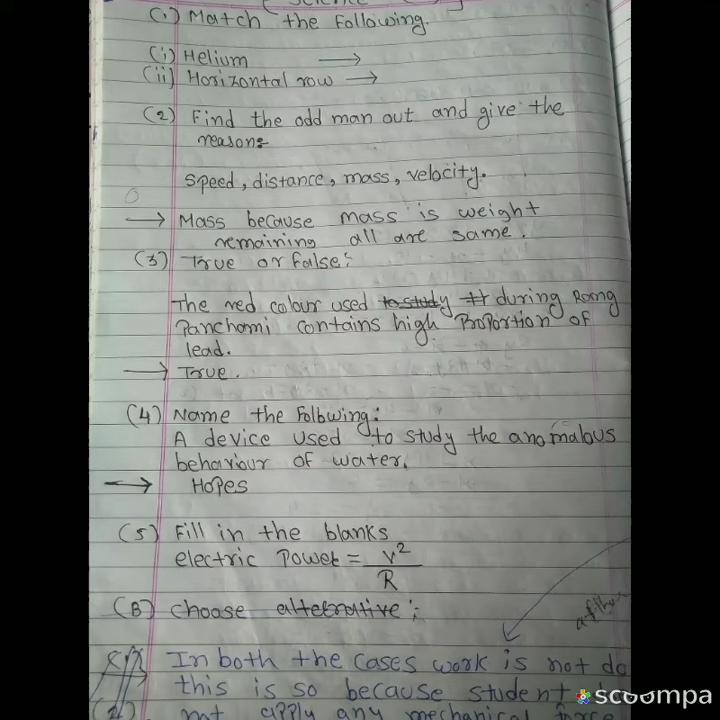 (1) Match the following.
(i) Helium →
(ii) Horizontal row →
(2) Find the odd man out and give the
reason:
Speed, distance, mass, velocity.
→ Mass because mass is weight
remaining all are same.
(3) True or false:
The red colour used to study during Rang
Panchami contains high Proportion of
lead.
→ True.
(4) Name the Following:
A device used to study the anomalous
behaviour of water.
→ Hopes
(5) Fill in the blanks
electric Power = V²/R
(B) choose alternative:
In both the cases work is not do
this is so because student
not apply any mechanical force
scoompa